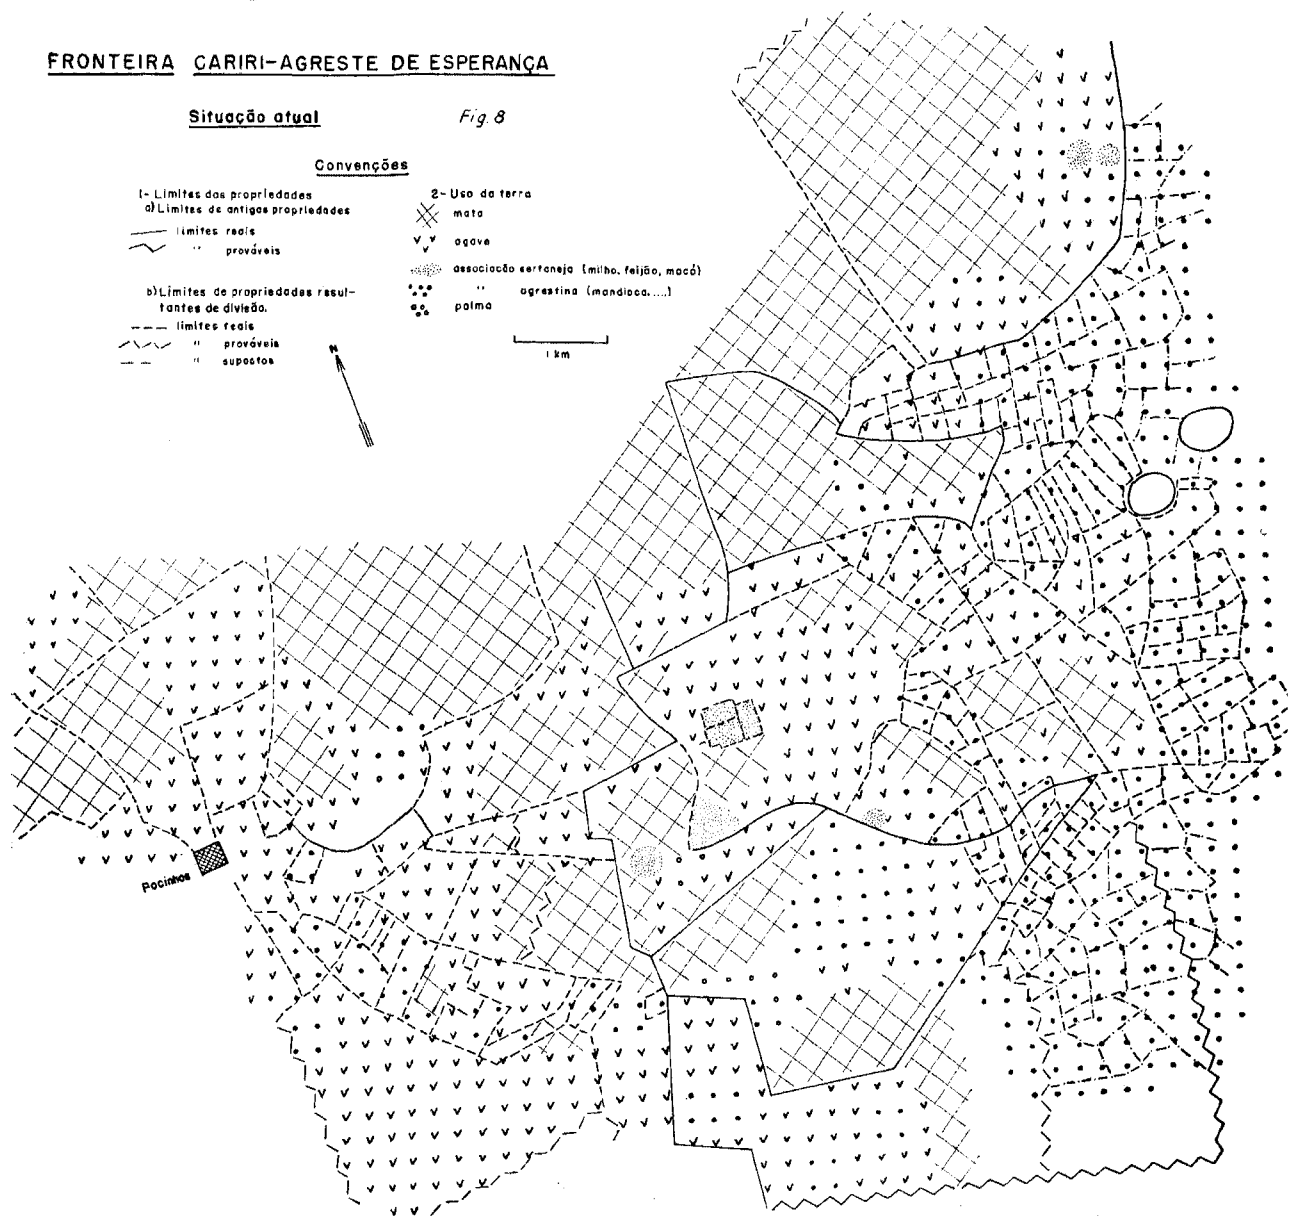 FRONTEIRA CARIRI-AGRESTE DE ESPERANÇA
Situação atual
Fig. 8
Convenções
1- Limites das propriedades
a) Limites de antigas propriedades
limites reais
" prováveis
b) Limites de propriedades resul-
tantes de divisão.
limites reais
" prováveis
" supostos
2- Uso da terra
mata
agave
associação sertaneja (milho, feijão, macó)
" agrestina (mandioca....)
palma
N
1 km
Pocinhos